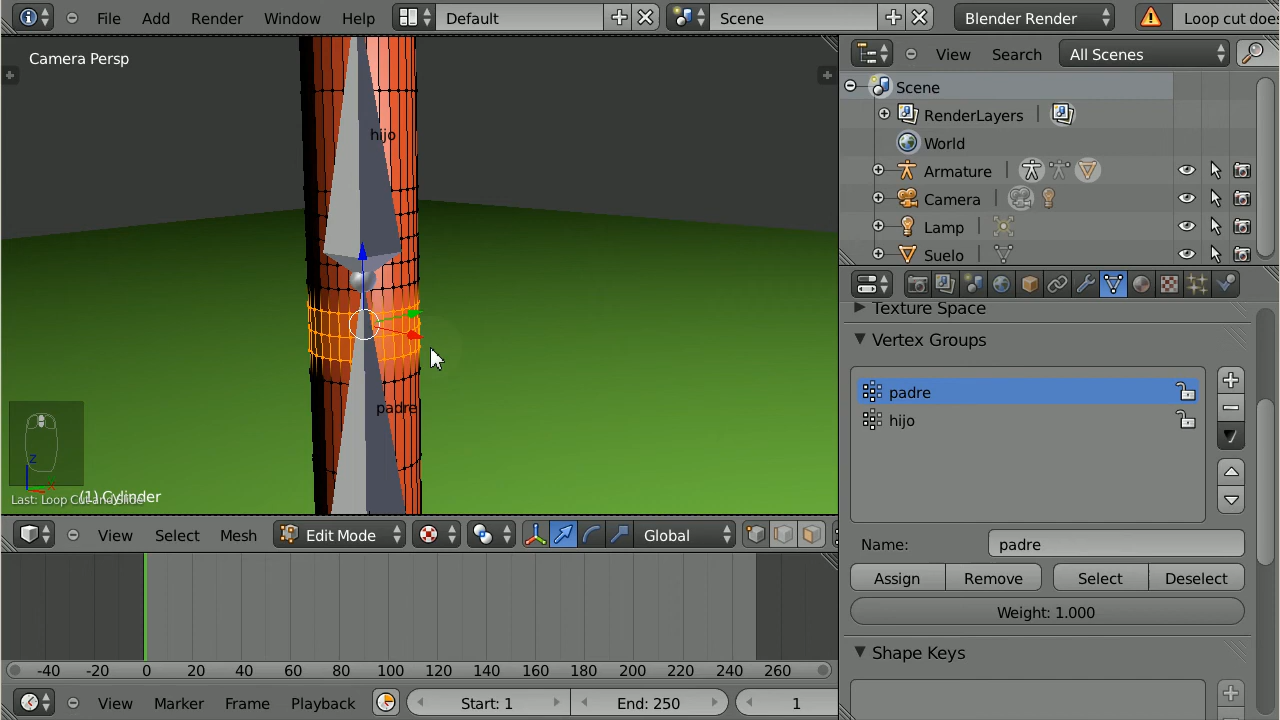 File Add Render Window Help Default Scene Blender Render Loop cut does
Camera Persp
View Search All Scenes
Scene
RenderLayers
World
Armature
Camera
Lamp
Suelo
hijo
padre
Z
X
(1) Cylinder
View Select Mesh Edit Mode Global
Texture Space
Vertex Groups
padre
hijo
Name: padre
Assign Remove Select Deselect
Weight: 1.000
Shape Keys
-40 -20 0 20 40 60 80 100 120 140 160 180 200 220 240 260
View Marker Frame Playback Start: 1 End: 250 1